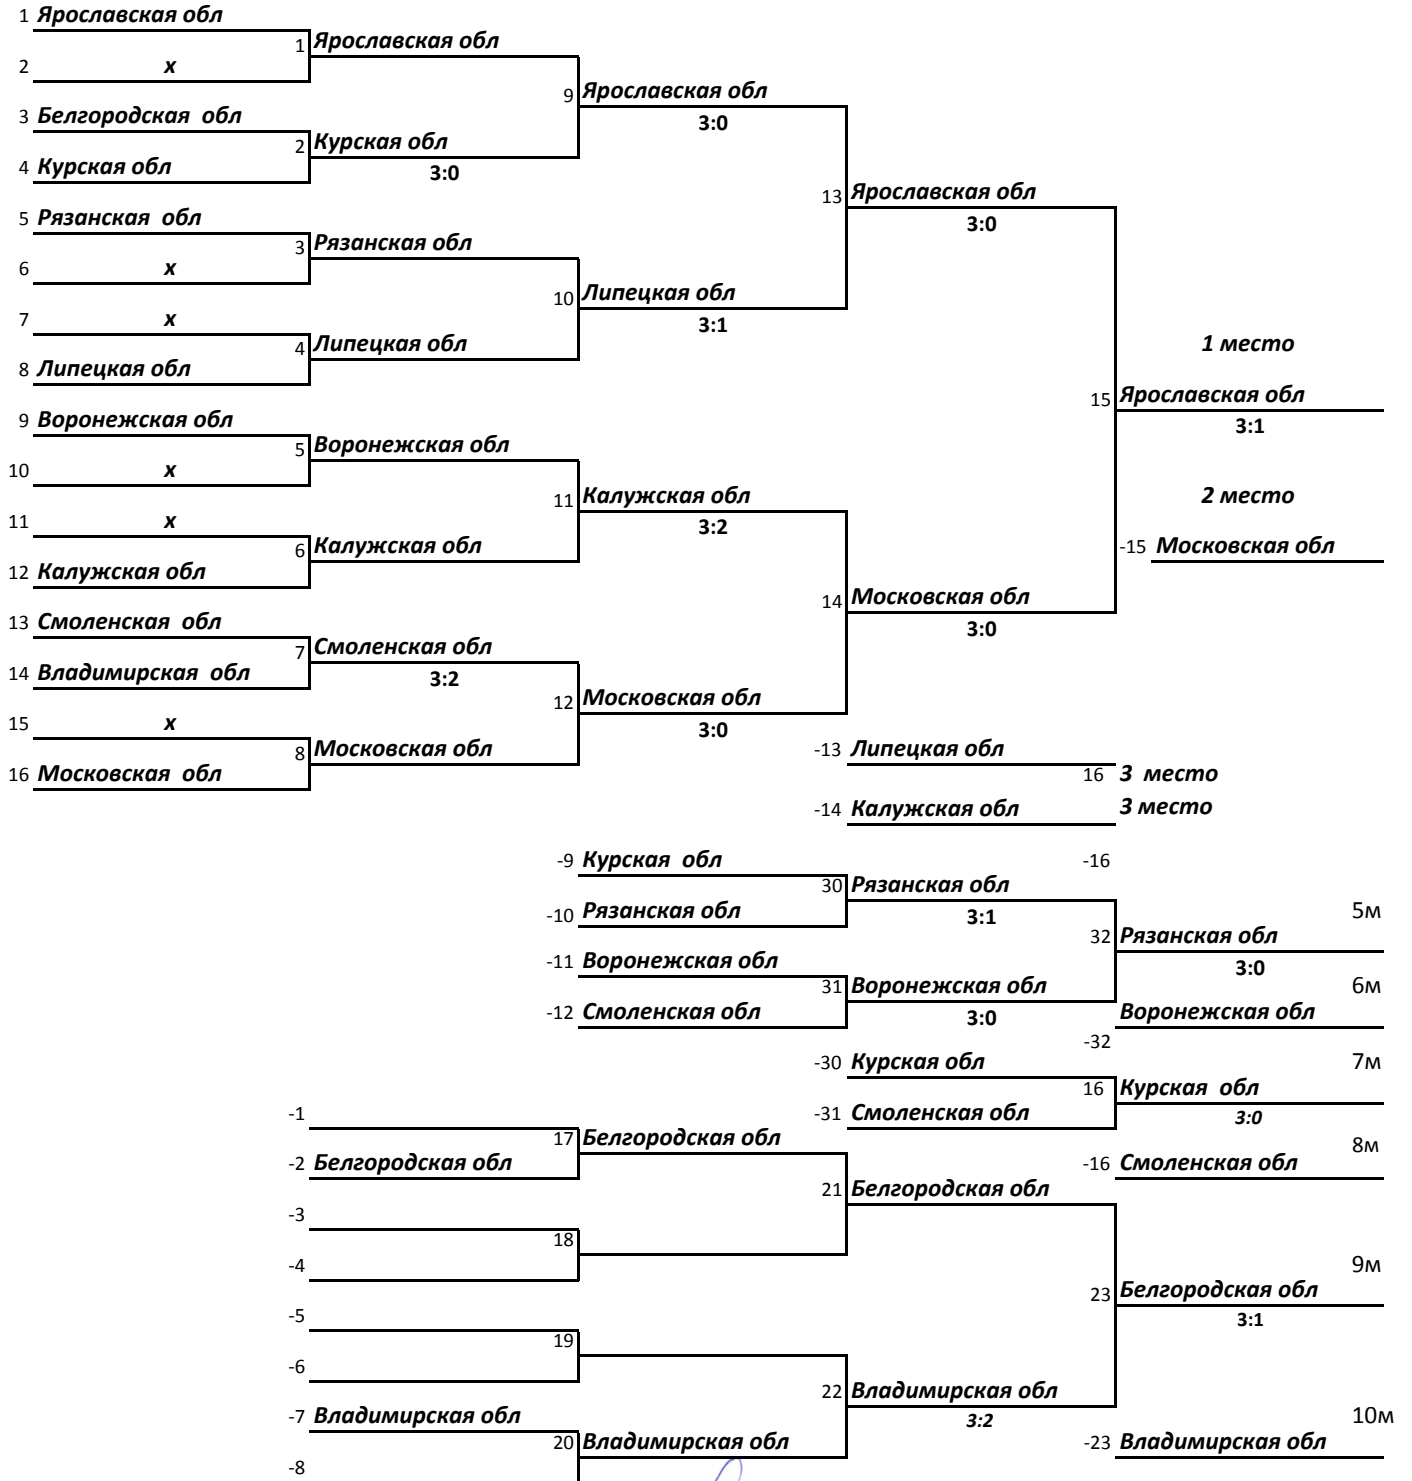 1 Ярославская обл
1 Ярославская обл
2 х
9 Ярославская обл
3:0
3 Белгородская обл
2 Курская обл
3:0
4 Курская обл
13 Ярославская обл
3:0
5 Рязанская обл
3 Рязанская обл
6 х
10 Липецкая обл
3:1
7 х
4 Липецкая обл
8 Липецкая обл
1 место
15 Ярославская обл
3:1
9 Воронежская обл
5 Воронежская обл
10 х
11 Калужская обл
3:2
2 место
11 х
6 Калужская обл
-15 Московская обл
12 Калужская обл
14 Московская обл
3:0
13 Смоленская обл
7 Смоленская обл
3:2
14 Владимирская обл
12 Московская обл
3:0
15 х
8 Московская обл
16 Московская обл
-13 Липецкая обл
16 3 место
-14 Калужская обл
3 место
-9 Курская обл
-16
30 Рязанская обл
3:1
-10 Рязанская обл
5м
32 Рязанская обл
3:0
-11 Воронежская обл
31 Воронежская обл
3:0
6м
-12 Смоленская обл
Воронежская обл
-32
-30 Курская обл
7м
16 Курская обл
3:0
-31 Смоленская обл
-1
17 Белгородская обл
8м
-2 Белгородская обл
-16 Смоленская обл
21 Белгородская обл
-3
18
-4
9м
23 Белгородская обл
3:1
-5
19
-6
22 Владимирская обл
3:2
-7 Владимирская обл
10м
20 Владимирская обл
-23 Владимирская обл
-8